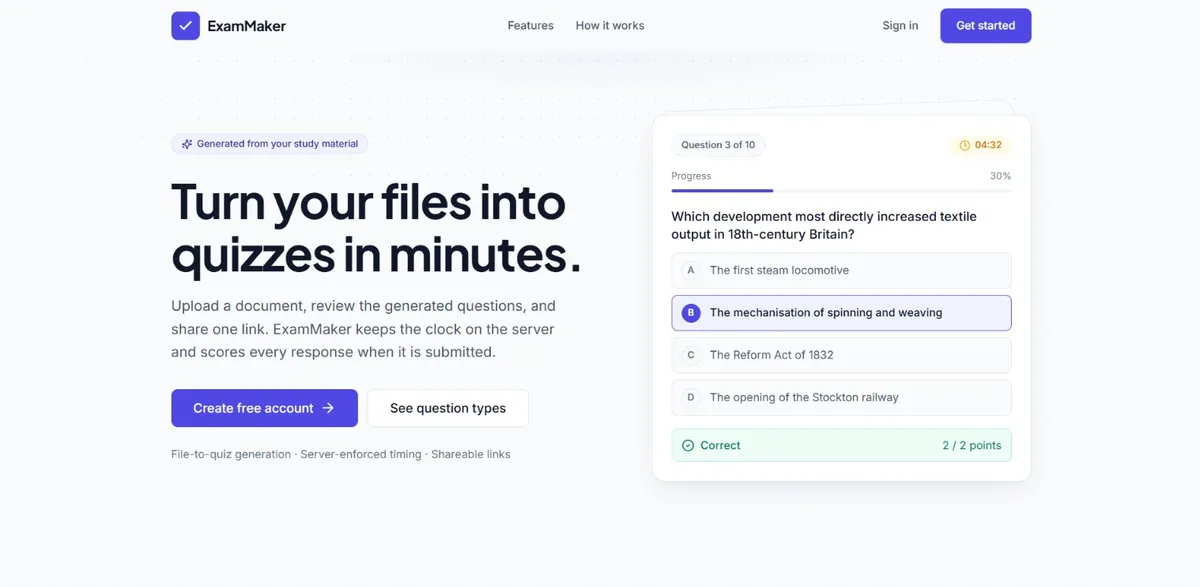 ExamMaker
Features
How it works
Sign in
Get started
Generated from your study material
Turn your files into
quizzes in minutes.
Upload a document, review the generated questions, and
share one link. ExamMaker keeps the clock on the server
and scores every response when it is submitted.
Create free account
See question types
File-to-quiz generation · Server-enforced timing · Shareable links
Question 3 of 10
04:32
Progress
30%
Which development most directly increased textile
output in 18th-century Britain?
A The first steam locomotive
B The mechanisation of spinning and weaving
C The Reform Act of 1832
D The opening of the Stockton railway
Correct
2 / 2 points